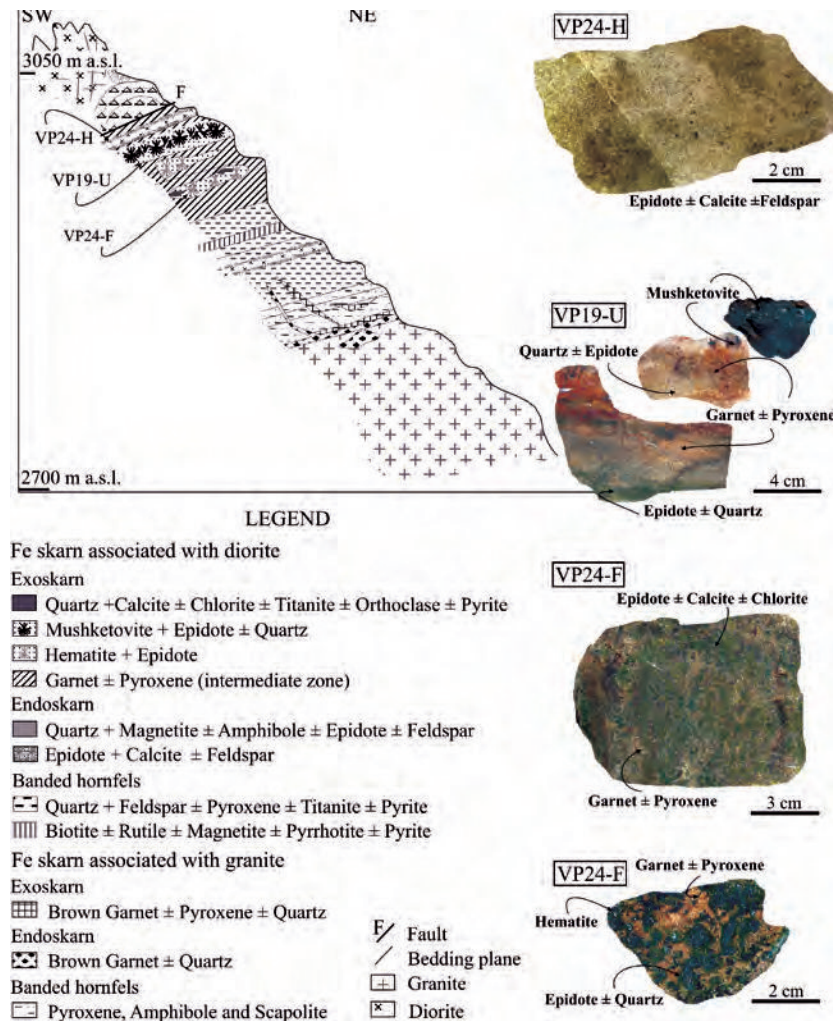 SW
NE
3050 m a.s.l.
F
VP24-H
VP19-U
VP24-F
2700 m a.s.l.
VP24-H
2 cm
Epidote ± Calcite ±Feldspar
Mushketovite
VP19-U
Quartz ± Epidote
Garnet ± Pyroxene
4 cm
Epidote ± Quartz
VP24-F
Epidote ± Calcite ± Chlorite
Garnet ± Pyroxene
3 cm
VP24-F
Garnet ± Pyroxene
Hematite
Epidote ± Quartz
2 cm
LEGEND
Fe skarn associated with diorite
Exoskarn
Quartz +Calcite ± Chlorite ± Titanite ± Orthoclase ± Pyrite
Mushketovite + Epidote ± Quartz
Hematite + Epidote
Garnet ± Pyroxene (intermediate zone)
Endoskarn
Quartz + Magnetite ± Amphibole ± Epidote ± Feldspar
Epidote + Calcite ± Feldspar
Banded hornfels
Quartz + Feldspar ± Pyroxene ± Titanite ± Pyrite
Biotite ± Rutile ± Magnetite ± Pyrrhotite ± Pyrite
Fe skarn associated with granite
Exoskarn
Brown Garnet ± Pyroxene ± Quartz
Endoskarn
Brown Garnet ± Quartz
Banded hornfels
Pyroxene, Amphibole and Scapolite
F Fault
Bedding plane
Granite
Diorite